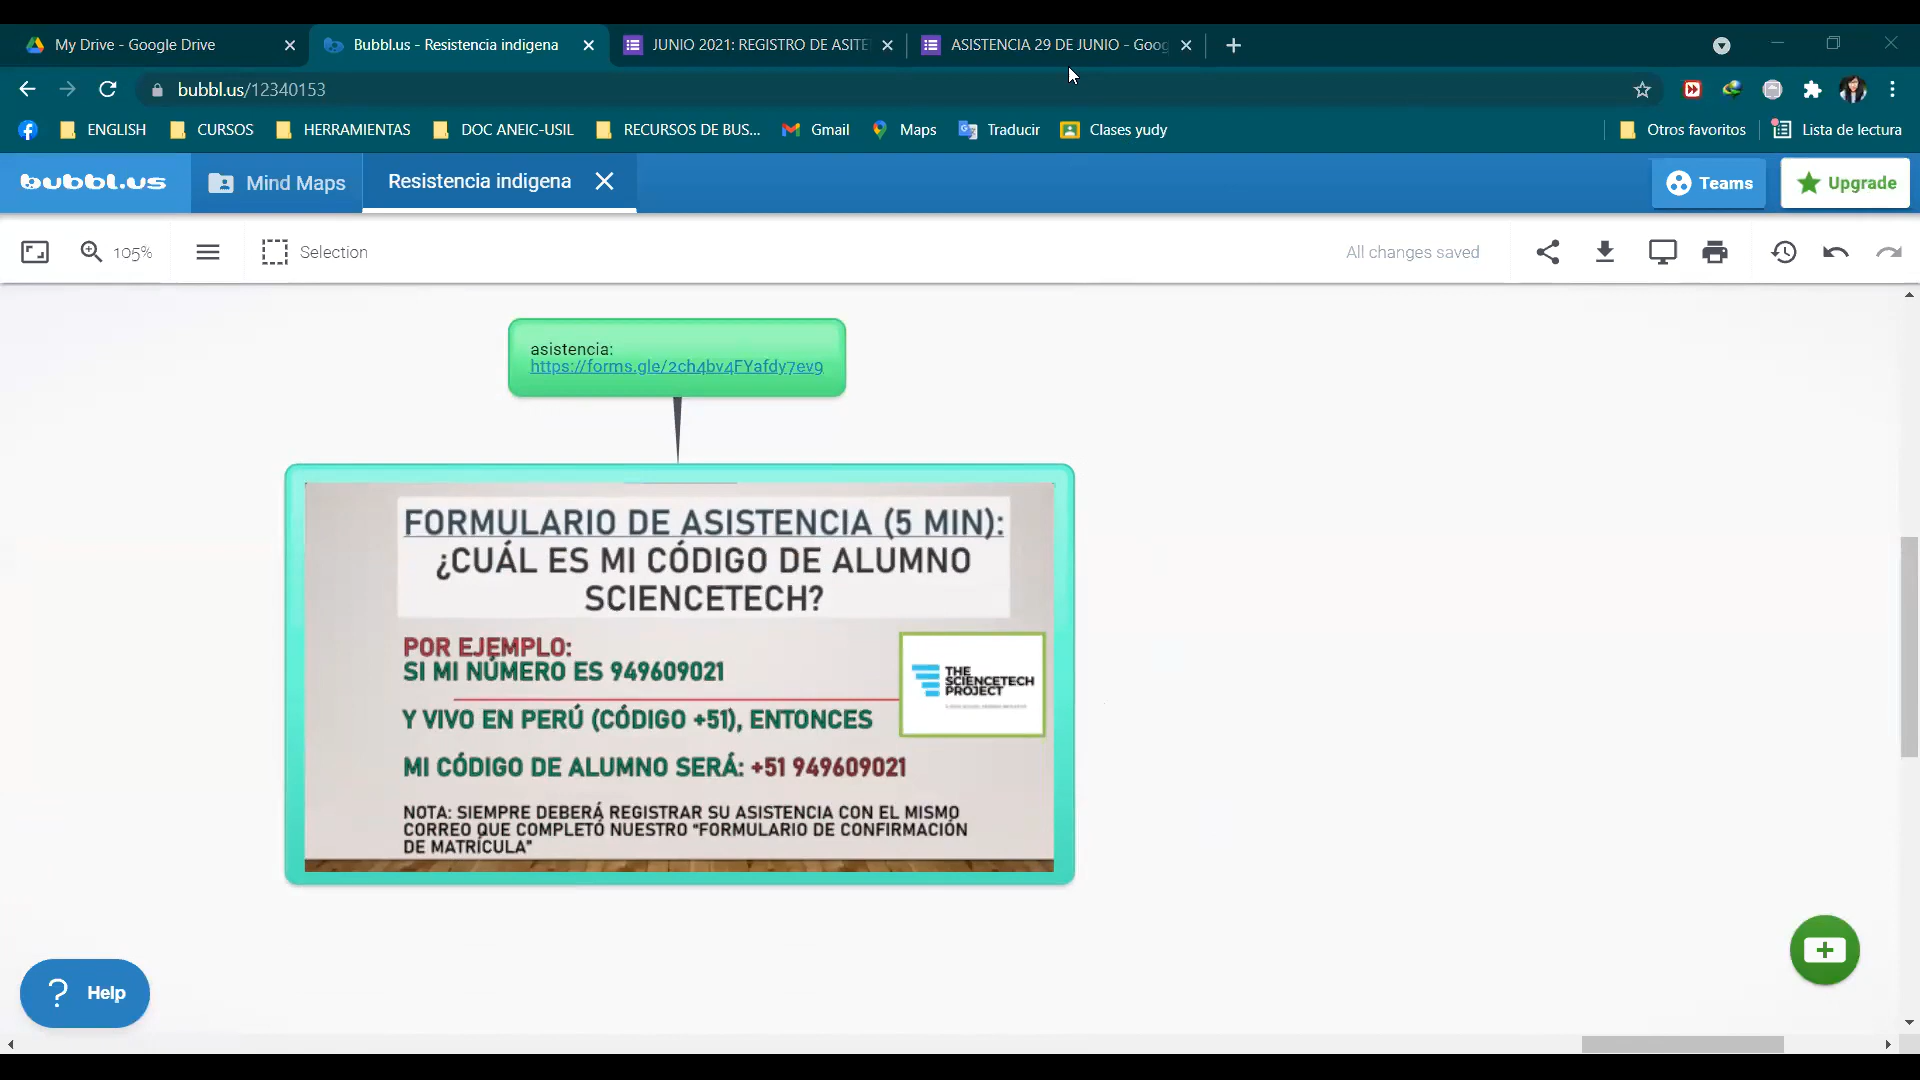 My Drive - Google Drive
Bubbl.us - Resistencia indigena
JUNIO 2021: REGISTRO DE ASITE
ASISTENCIA 29 DE JUNIO - Goog
bubbl.us/12340153
ENGLISH
CURSOS
HERRAMIENTAS
DOC ANEIC-USIL
RECURSOS DE BUS...
Gmail
Maps
Traducir
Clases yudy
Otros favoritos
Lista de lectura
bubbl.us
Mind Maps
Resistencia indigena
Teams
Upgrade
105%
Selection
All changes saved
asistencia:
https://forms.gle/2ch4bv4FYafdy7ev9
FORMULARIO DE ASISTENCIA (5 MIN):
¿CUÁL ES MI CÓDIGO DE ALUMNO
SCIENCETECH?
POR EJEMPLO:
SI MI NÚMERO ES 949609021
Y VIVO EN PERÚ (CÓDIGO +51), ENTONCES
MI CÓDIGO DE ALUMNO SERÁ: +51 949609021
THE
SCIENCETECH
PROJECT
NOTA: SIEMPRE DEBERÁ REGISTRAR SU ASISTENCIA CON EL MISMO
CORREO QUE COMPLETÓ NUESTRO "FORMULARIO DE CONFIRMACIÓN
DE MATRÍCULA"
? Help